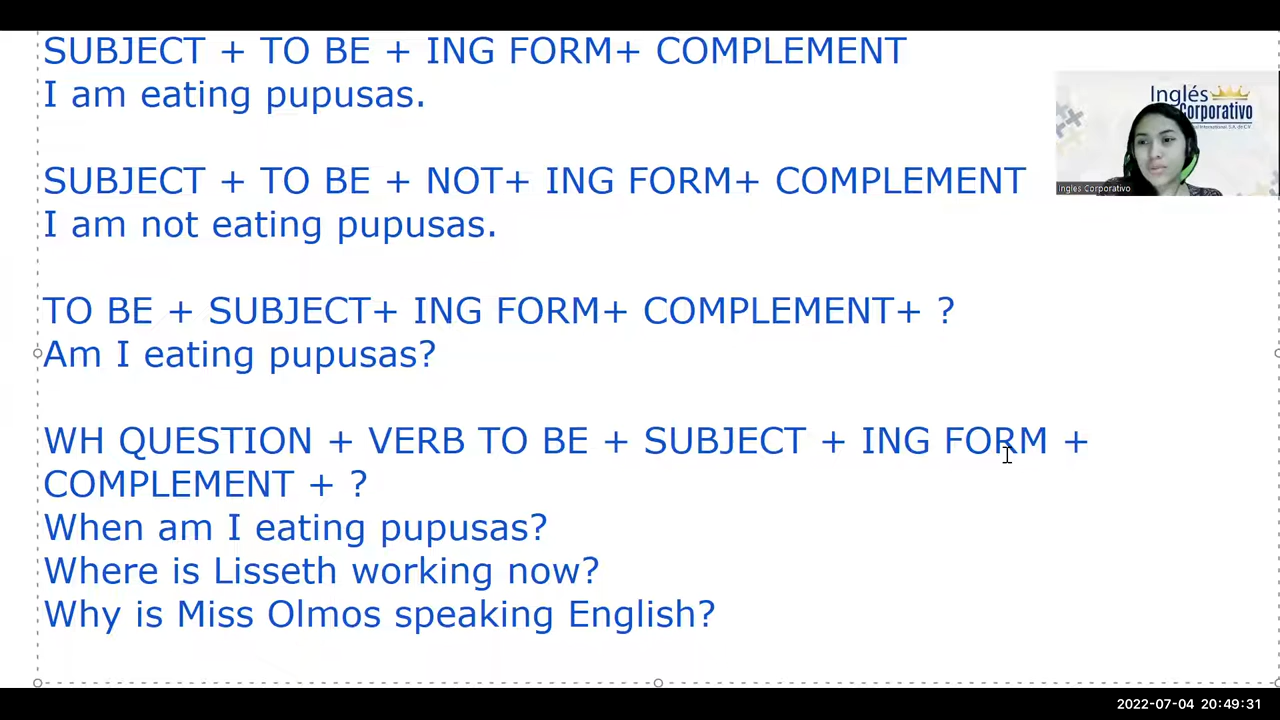 SUBJECT + TO BE + ING FORM+ COMPLEMENT
I am eating pupusas.
Inglés
Corporativo
SUBJECT + TO BE + NOT+ ING FORM+ COMPLEMENT
Ingles Corporativo
I am not eating pupusas.
TO BE + SUBJECT+ ING FORM+ COMPLEMENT+ ?
Am I eating pupusas?
WH QUESTION + VERB TO BE + SUBJECT + ING FORM +
COMPLEMENT + ?
When am I eating pupusas?
Where is Lisseth working now?
Why is Miss Olmos speaking English?
2022-07-04 20:49:31